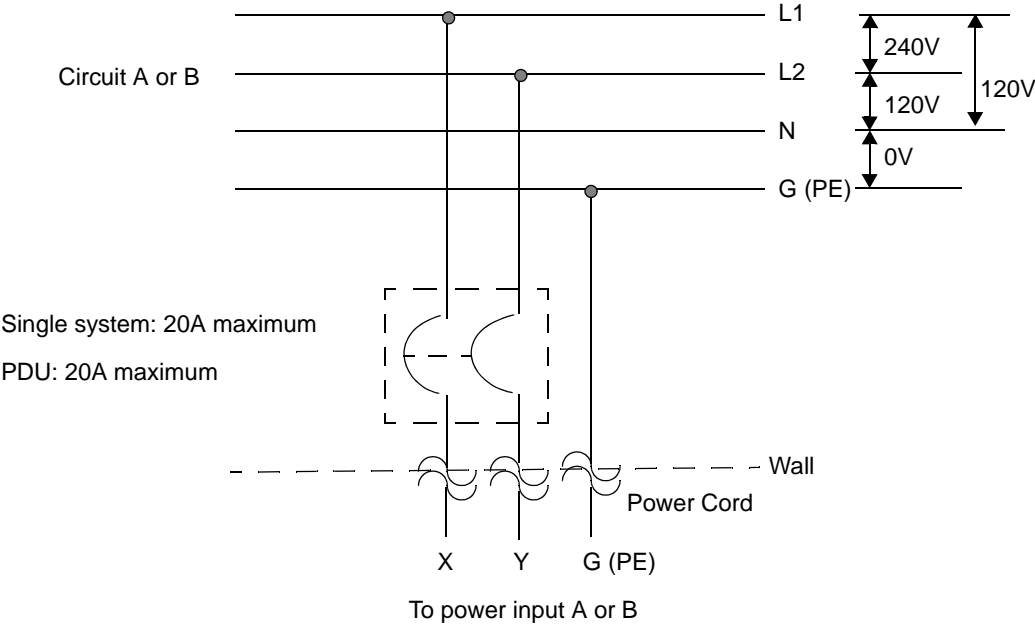 L1
240V
Circuit A or B
L2
120V
120V
N
0V
G (PE)
Single system: 20A maximum
PDU: 20A maximum
Wall
Power Cord
X
Y
G (PE)
To power input A or B